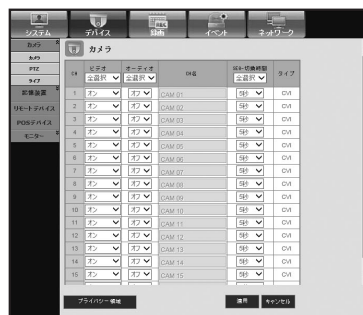 システム デバイス 録画 イベント ネットワーク
カメラ
カメラ
PTZ
タイプ
記憶装置
リモートデバイス
POSデバイス
モニター
カメラ
CH ビデオ オーディオ CH名 SEQ-切換時間 タイプ
全選択 全選択 全選択
1 オン オフ CAM 01 5秒 CVI
2 オン オフ CAM 02 5秒 CVI
3 オン オフ CAM 03 5秒 CVI
4 オン オフ CAM 04 5秒 CVI
5 オン オフ CAM 05 5秒 CVI
6 オン オフ CAM 06 5秒 CVI
7 オン オフ CAM 07 5秒 CVI
8 オン オフ CAM 08 5秒 CVI
9 オン オフ CAM 09 5秒 CVI
10 オン オフ CAM 10 5秒 CVI
11 オン オフ CAM 11 5秒 CVI
12 オン オフ CAM 12 5秒 CVI
13 オン オフ CAM 13 5秒 CVI
14 オン オフ CAM 14 5秒 CVI
15 オン オフ CAM 15 5秒 CVI
プライバシー領域 適用 キャンセル